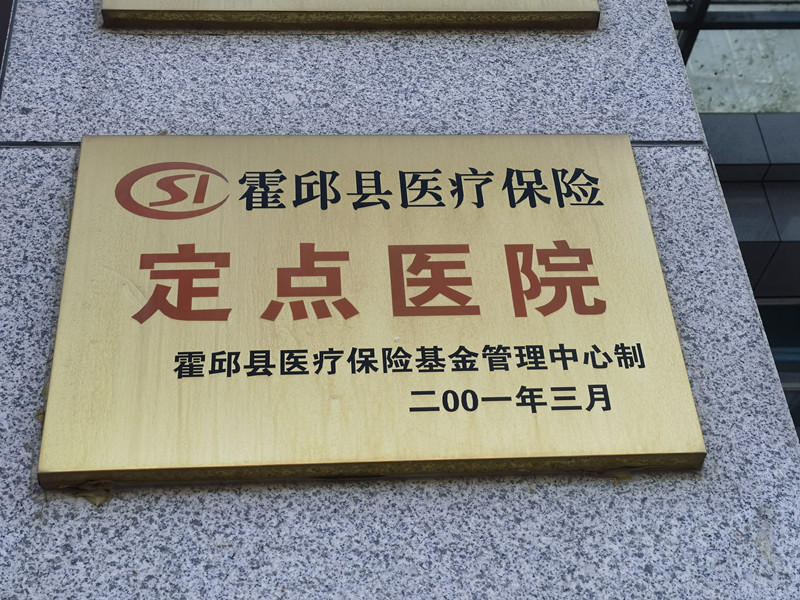 SI 霍邱县医疗保险
定点医院
霍邱县医疗保险基金管理中心制
二00一年三月